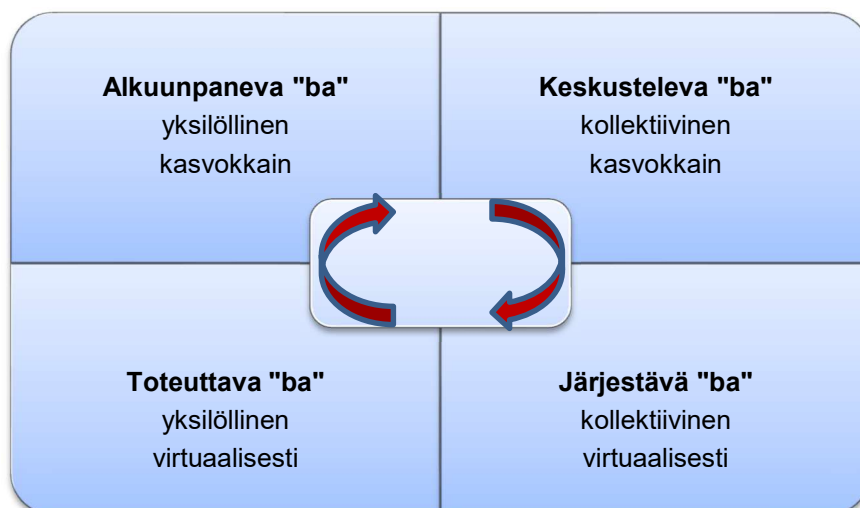 Alkuunpaneva "ba"
yksilöllinen
kasvokkain
Keskusteleva "ba"
kollektiivinen
kasvokkain
Toteuttava "ba"
yksilöllinen
virtuaalisesti
Järjestävä "ba"
kollektiivinen
virtuaalisesti